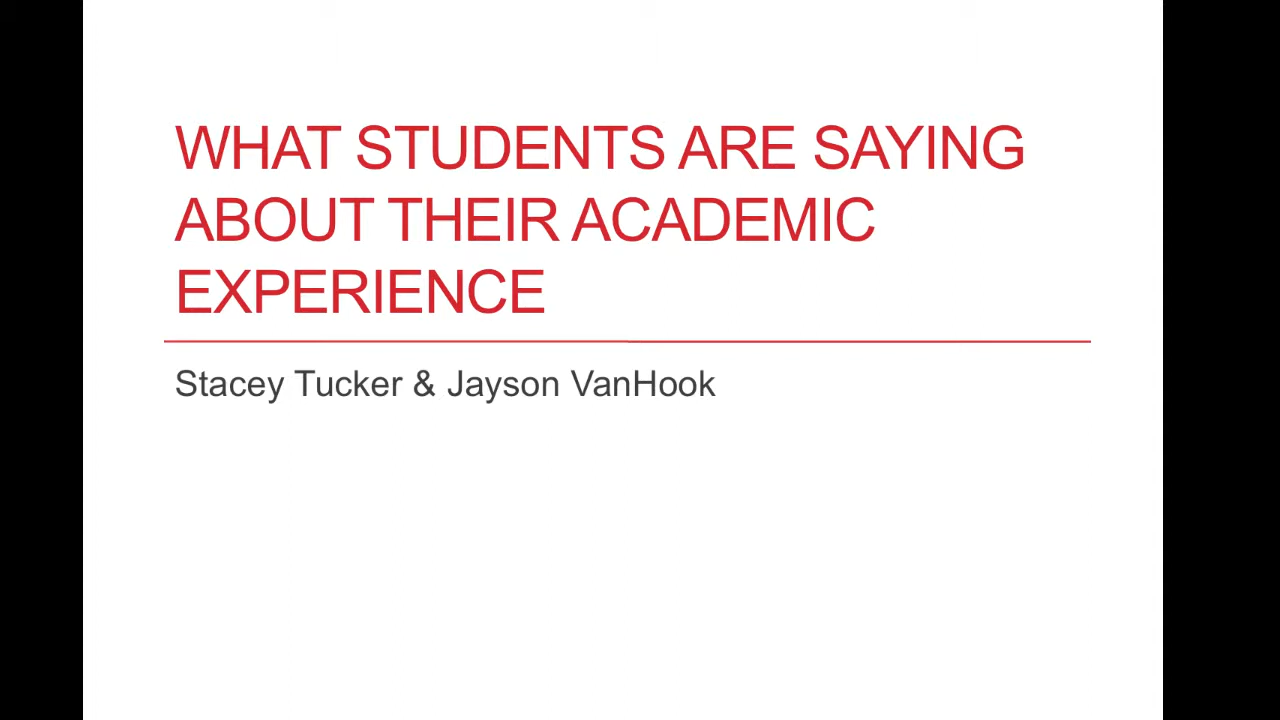 WHAT STUDENTS ARE SAYING
ABOUT THEIR ACADEMIC
EXPERIENCE
Stacey Tucker & Jayson VanHook